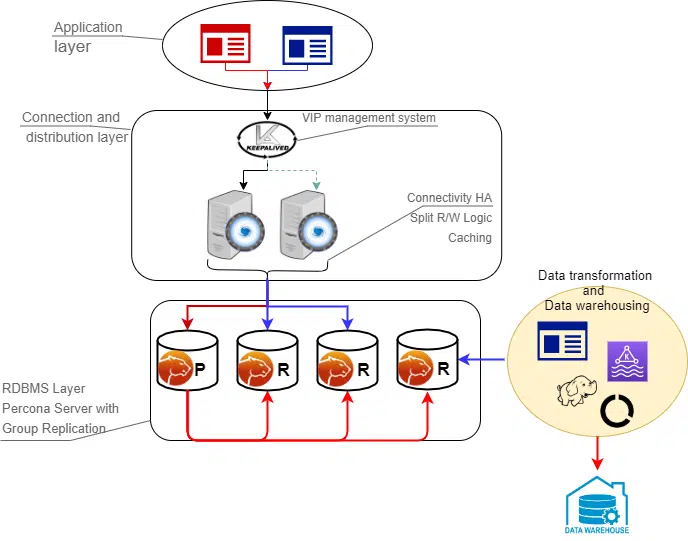 Application
layer
Connection and
distribution layer
VIP management system
KEEPALIVED
Connectivity HA
Split R/W Logic
Caching
Data transformation
and
Data warehousing
P
R
R
R
K
RDBMS Layer
Percona Server with
Group Replication
DATA WAREHOUSE